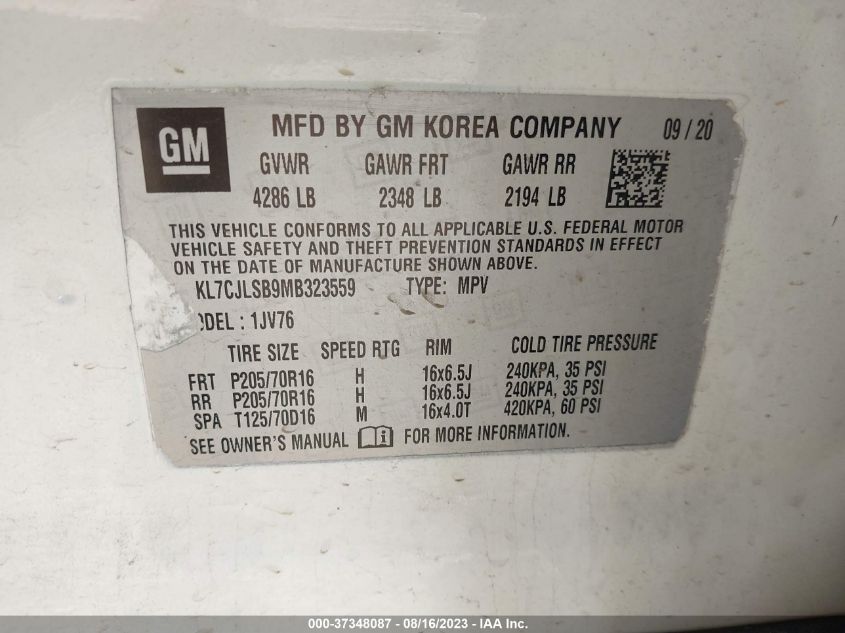 GM
MFD BY GM KOREA COMPANY 09/20
GVWR GAWR FRT GAWR RR
4286 LB 2348 LB 2194 LB
THIS VEHICLE CONFORMS TO ALL APPLICABLE U.S. FEDERAL MOTOR
VEHICLE SAFETY AND THEFT PREVENTION STANDARDS IN EFFECT
ON THE DATE OF MANUFACTURE SHOWN ABOVE.
KL7CJLSB9MB323559 TYPE: MPV
ODEL : 1JV76
TIRE SIZE SPEED RTG RIM COLD TIRE PRESSURE
FRT P205/70R16 H 16x6.5J 240KPA, 35 PSI
RR P205/70R16 H 16x6.5J 240KPA, 35 PSI
SPA T125/70D16 M 16x4.0T 420KPA, 60 PSI
SEE OWNER'S MANUAL i FOR MORE INFORMATION.
000-37348087 - 08/16/2023 - IAA Inc.